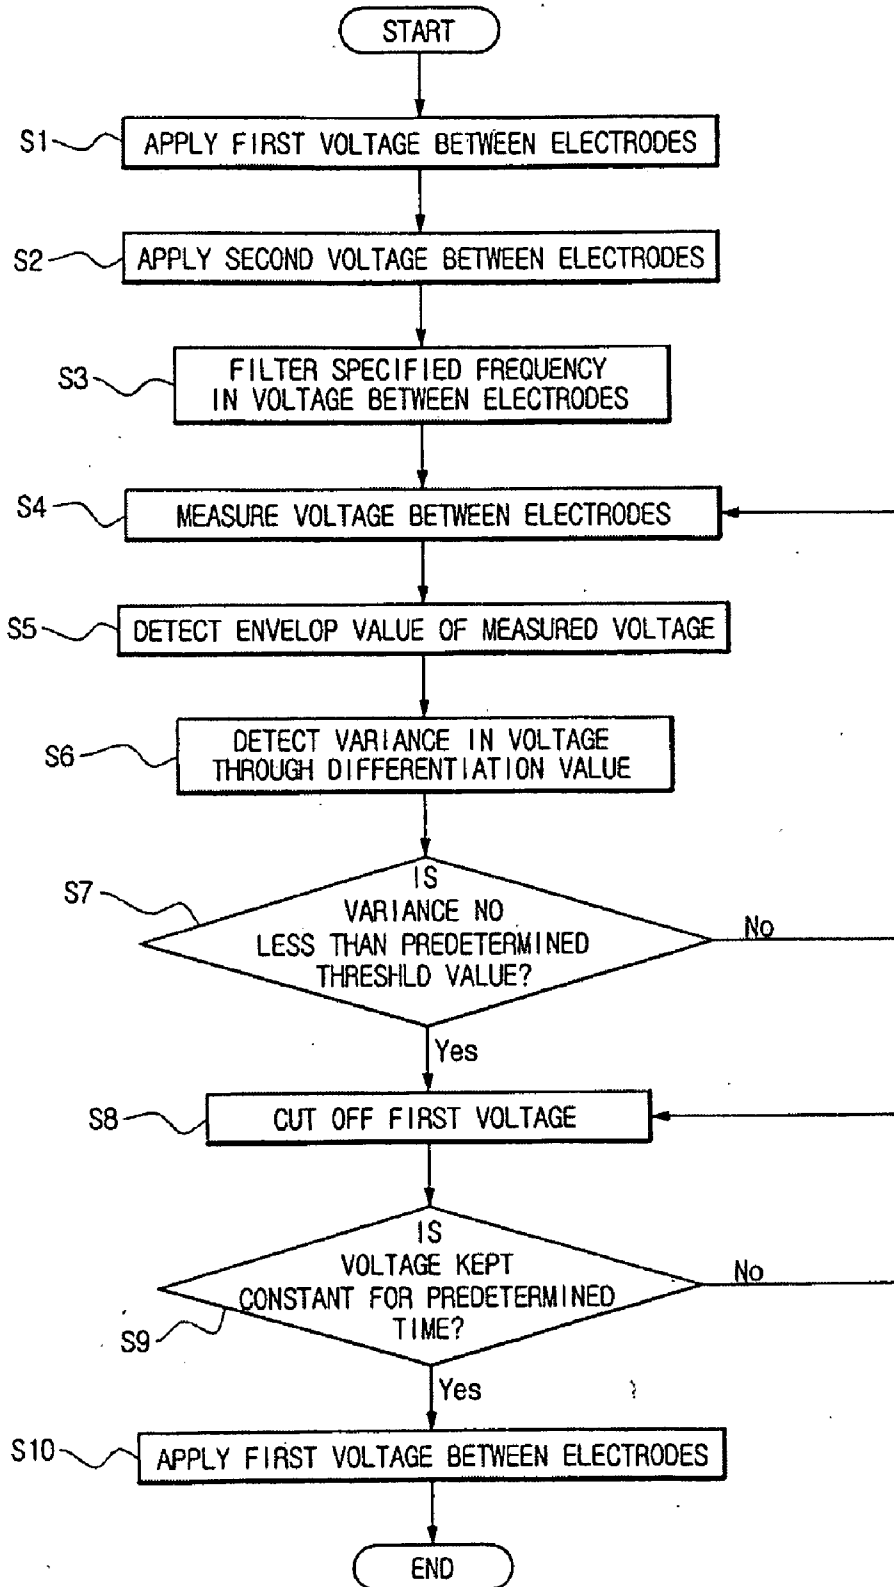 START
S1
APPLY FIRST VOLTAGE BETWEEN ELECTRODES
S2
APPLY SECOND VOLTAGE BETWEEN ELECTRODES
S3
FILTER SPECIFIED FREQUENCY
IN VOLTAGE BETWEEN ELECTRODES
S4
MEASURE VOLTAGE BETWEEN ELECTRODES
S5
DETECT ENVELOP VALUE OF MEASURED VOLTAGE
S6
DETECT VARIANCE IN VOLTAGE
THROUGH DIFFERENTIATION VALUE
S7
IS
VARIANCE NO
LESS THAN PREDETERMINED
THRESHLD VALUE?
No
Yes
S8
CUT OFF FIRST VOLTAGE
IS
VOLTAGE KEPT
CONSTANT FOR PREDETERMINED
TIME?
No
S9
Yes
S10
APPLY FIRST VOLTAGE BETWEEN ELECTRODES
END